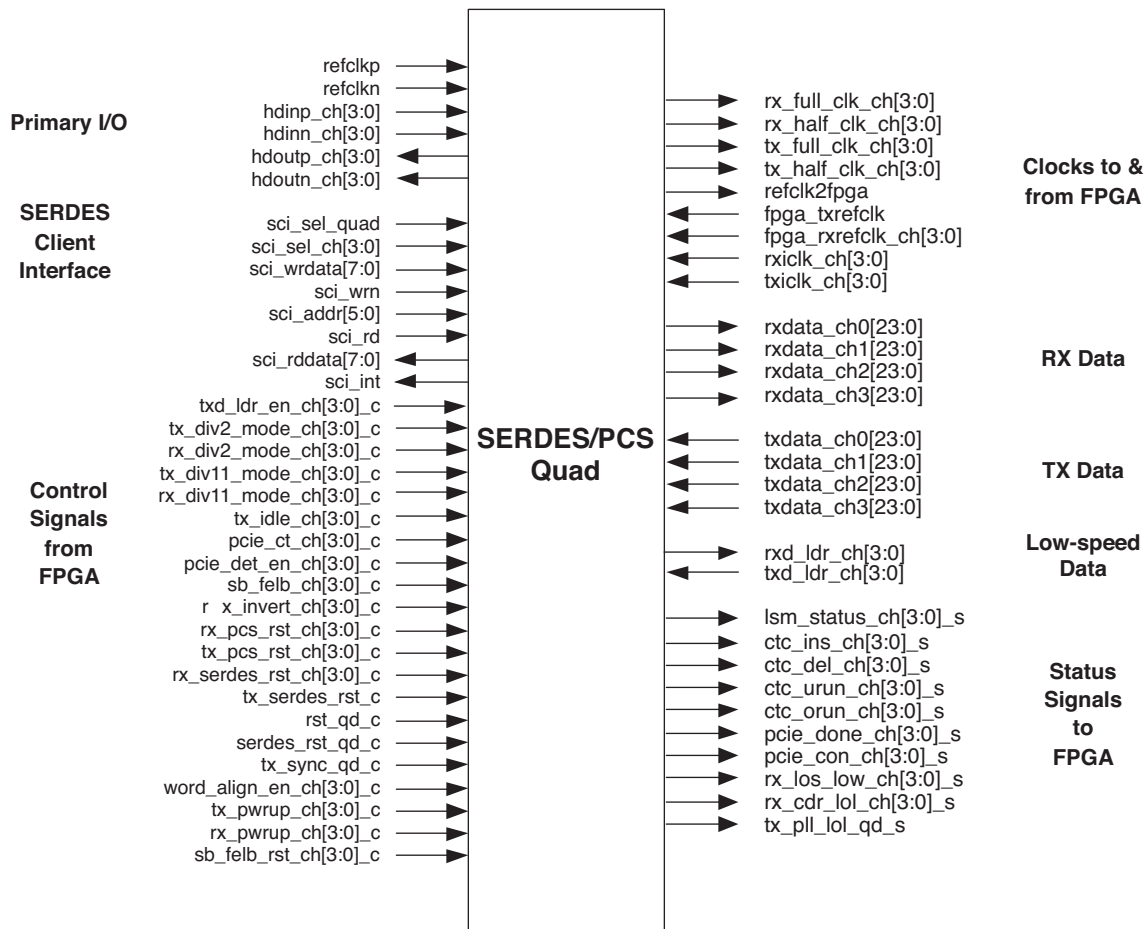 Primary I/O
refclkp
refclkn
hdinp_ch[3:0]
hdinn_ch[3:0]
hdoutp_ch[3:0]
hdoutn_ch[3:0]
SERDES
Client
Interface
sci_sel_quad
sci_sel_ch[3:0]
sci_wrdata[7:0]
sci_wrn
sci_addr[5:0]
sci_rd
sci_rddata[7:0]
sci_int
Control
Signals
from
FPGA
txd_ldr_en_ch[3:0]_c
tx_div2_mode_ch[3:0]_c
rx_div2_mode_ch[3:0]_c
tx_div11_mode_ch[3:0]_c
rx_div11_mode_ch[3:0]_c
tx_idle_ch[3:0]_c
pcie_ct_ch[3:0]_c
pcie_det_en_ch[3:0]_c
sb_felb_ch[3:0]_c
r x_invert_ch[3:0]_c
rx_pcs_rst_ch[3:0]_c
tx_pcs_rst_ch[3:0]_c
rx_serdes_rst_ch[3:0]_c
tx_serdes_rst_c
rst_qd_c
serdes_rst_qd_c
tx_sync_qd_c
word_align_en_ch[3:0]_c
tx_pwrup_ch[3:0]_c
rx_pwrup_ch[3:0]_c
sb_felb_rst_ch[3:0]_c
SERDES/PCS
Quad
rx_full_clk_ch[3:0]
rx_half_clk_ch[3:0]
tx_full_clk_ch[3:0]
tx_half_clk_ch[3:0]
refclk2fpga
fpga_txrefclk
fpga_rxrefclk_ch[3:0]
rxiclk_ch[3:0]
txiclk_ch[3:0]
Clocks to &
from FPGA
rxdata_ch0[23:0]
rxdata_ch1[23:0]
rxdata_ch2[23:0]
rxdata_ch3[23:0]
RX Data
txdata_ch0[23:0]
txdata_ch1[23:0]
txdata_ch2[23:0]
txdata_ch3[23:0]
TX Data
rxd_ldr_ch[3:0]
txd_ldr_ch[3:0]
Low-speed
Data
lsm_status_ch[3:0]_s
ctc_ins_ch[3:0]_s
ctc_del_ch[3:0]_s
ctc_urun_ch[3:0]_s
ctc_orun_ch[3:0]_s
pcie_done_ch[3:0]_s
pcie_con_ch[3:0]_s
rx_los_low_ch[3:0]_s
rx_cdr_lol_ch[3:0]_s
tx_pll_lol_qd_s
Status
Signals
to
FPGA